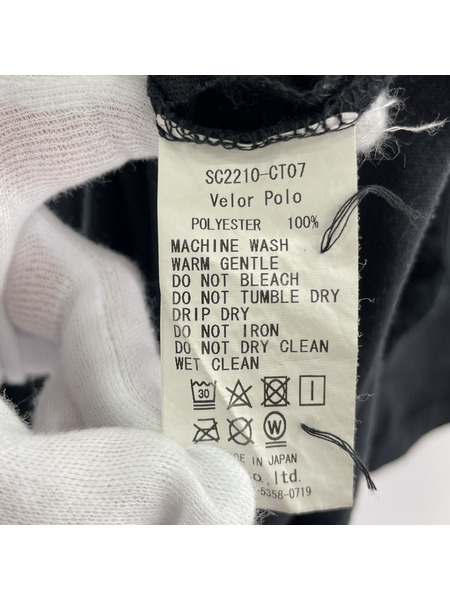 SC2210-CT07
Velor Polo
POLYESTER 100%
MACHINE WASH
WARM GENTLE
DO NOT BLEACH
DO NOT TUMBLE DRY
DRIP DRY
DO NOT IRON
DO NOT DRY CLEAN
WET CLEAN
30
W
IN JAPAN
o., ltd.
-5358-0719